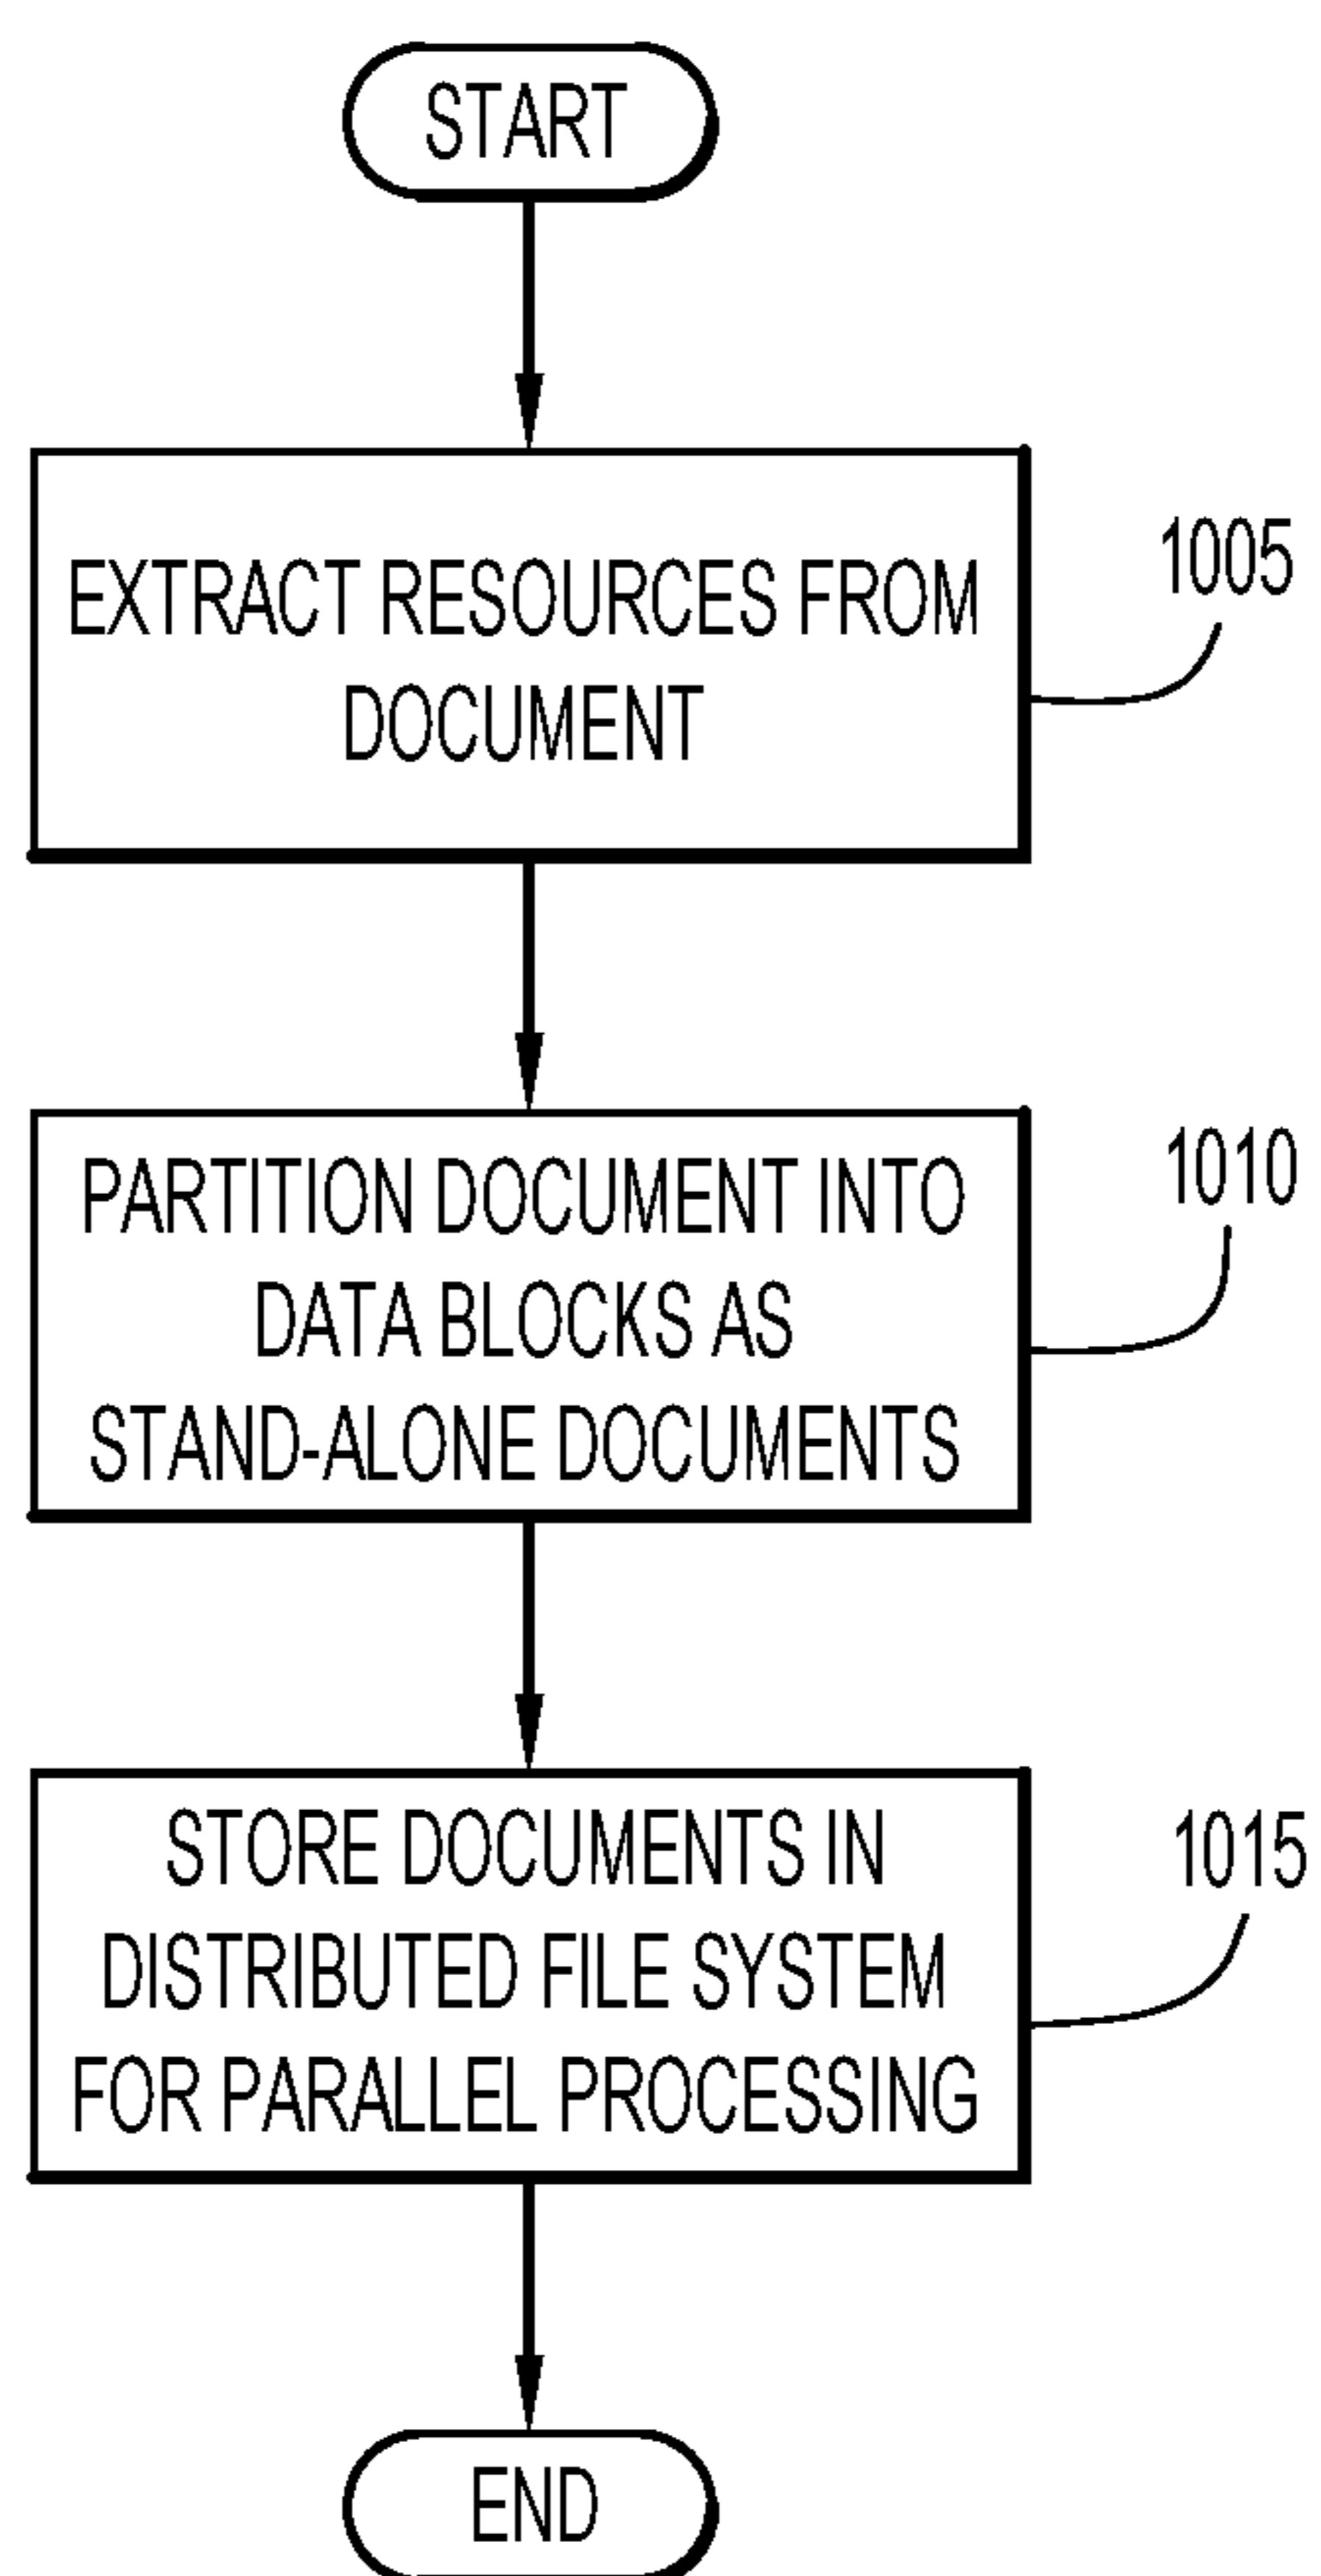 START
EXTRACT RESOURCES FROM
DOCUMENT
1005
PARTITION DOCUMENT INTO
DATA BLOCKS AS
STAND-ALONE DOCUMENTS
1010
STORE DOCUMENTS IN
DISTRIBUTED FILE SYSTEM
FOR PARALLEL PROCESSING
1015
END